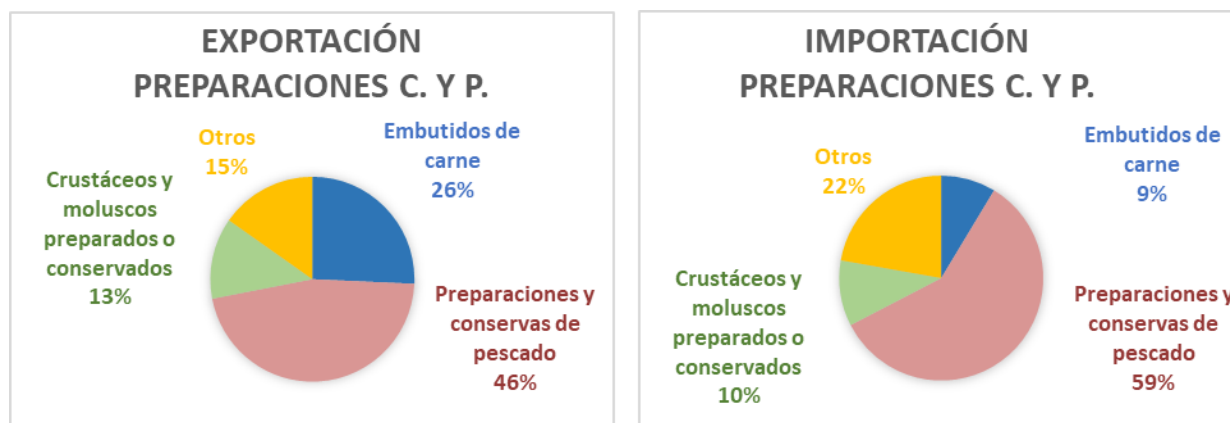 EXPORTACIÓN
PREPARACIONES C. Y P.
Otros
15%
Embutidos de
carne
26%
Crustáceos y
moluscos
preparados o
conservados
13%
Preparaciones y
conservas de
pescado
46%
IMPORTACIÓN
PREPARACIONES C. Y P.
Otros
22%
Embutidos de
carne
9%
Crustáceos y
moluscos
preparados o
conservados
10%
Preparaciones y
conservas de
pescado
59%